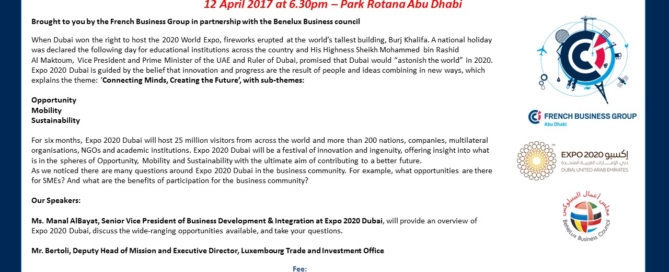 12 April 2017 at 6.30pm – Park Rotana Abu Dhabi
Brought to you by the French Business Group in partnership with the Benelux Business council
When Dubai won the right to host the 2020 World Expo, fireworks erupted at the world's tallest building, Burj Khalifa. A national holiday
was declared the following day for educational institutions across the country and His Highness Sheikh Mohammed bin Rashid
Al Maktoum, Vice President and Prime Minister of the UAE and Ruler of Dubai, promised that Dubai would "astonish the world" in 2020.
Expo 2020 Dubai is guided by the belief that innovation and progress are the result of people and ideas combining in new ways, which
explains the theme: 'Connecting Minds, Creating the Future', with sub-themes:
Opportunity
Mobility
Sustainability
For six months, Expo 2020 Dubai will host 25 million visitors from across the world and more than 200 nations, companies, multilateral
organisations, NGOs and academic institutions. Expo 2020 Dubai will be a festival of innovation and ingenuity, offering insight into what
is in the spheres of Opportunity, Mobility and Sustainability with the ultimate aim of contributing to a better future.
As we noticed there are many questions around Expo 2020 Dubai in the business community. For example, what opportunities are there
for SMEs? And what are the benefits of participation for the business community?
Our Speakers:
Ms. Manal AlBayat, Senior Vice President of Business Development & Integration at Expo 2020 Dubai, will provide an overview of
Expo 2020 Dubai, discuss the wide-ranging opportunities available, and take your questions.
Mr. Bertoli, Deputy Head of Mission and Executive Director, Luxembourg Trade and Investment Office
Fee:
FRENCH BUSINESS GROUP
Abu Dhabi
EXPO 2020 إكسبو
DUBAI, UNITED ARAB EMIRATES
مجلس أعمال البنلوكس
Benelux Business Council